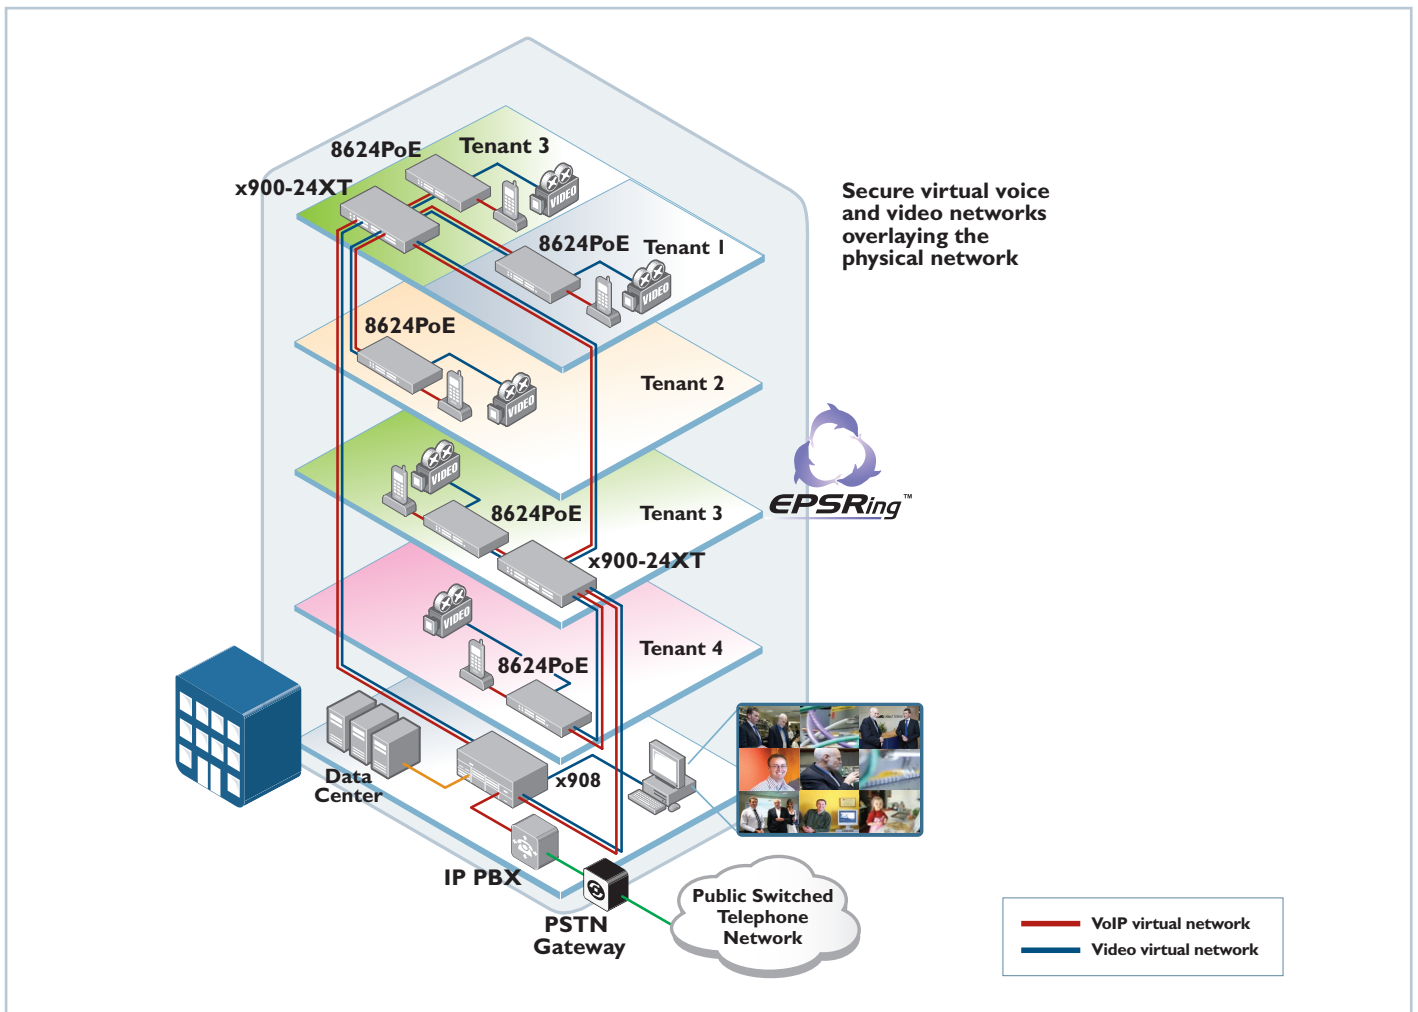 8624PoE
Tenant 3
x900-24XT
VIDEO
8624PoE
Tenant 1
VIDEO
Secure virtual voice
and video networks
overlaying the
physical network
8624PoE
Tenant 2
VIDEO
VIDEO
8624PoE
Tenant 3
EPSRing™
x900-24XT
VIDEO
8624PoE
Tenant 4
Data
Center
x908
IP PBX
PSTN
Gateway
Public Switched
Telephone
Network
VoIP virtual network
Video virtual network